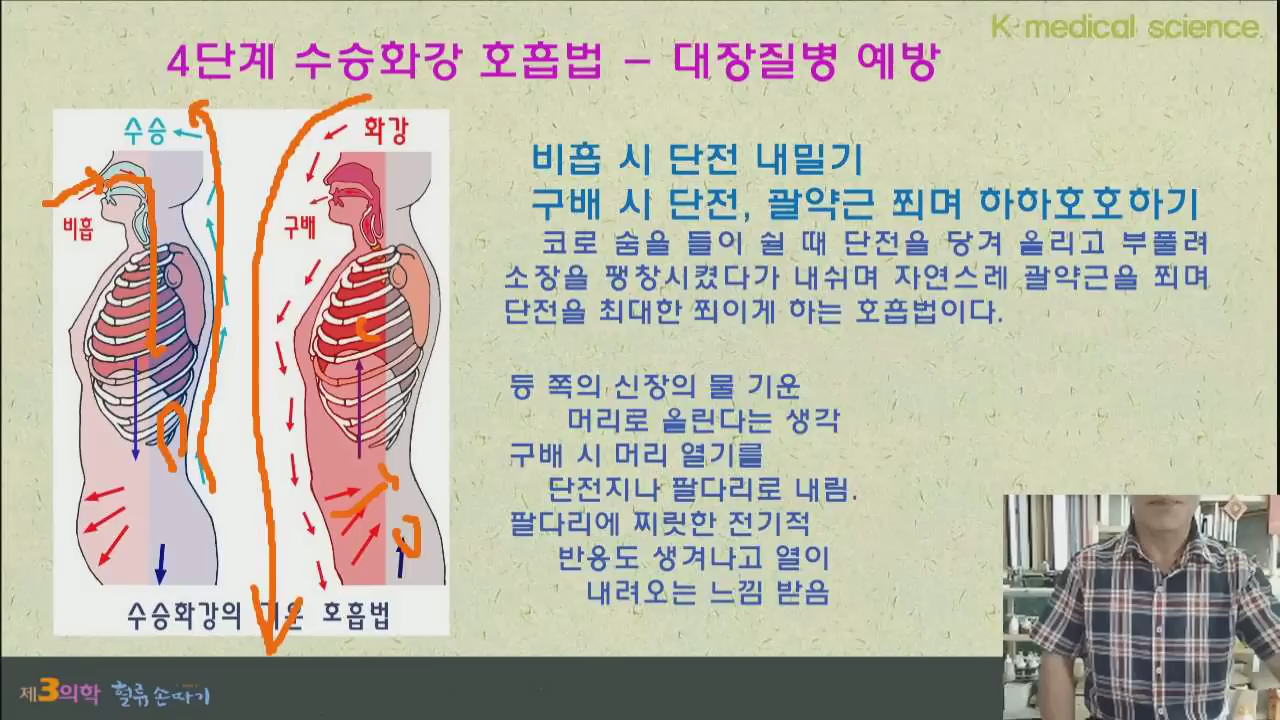 K medical science
4단계 수승화강 호흡법 – 대장질병 예방
수승
화강
비흡
구배
비흡 시 단전 내밀기
구배 시 단전, 괄약근 쬐며 하하호호하기
코로 숨을 들이 쉴 때 단전을 당겨 올리고 부풀려
소장을 팽창시켰다가 내쉬며 자연스레 괄약근을 쬐며
단전을 최대한 쬐이게 하는 호흡법이다.
등 쪽의 신장의 물 기운
머리로 올린다는 생각
구배 시 머리 열기를
단전지나 팔다리로 내림.
팔다리에 찌릿한 전기적
반응도 생겨나고 열이
내려오는 느낌 받음
수승화강의 기운 호흡법
제3의학 혈류 손따기